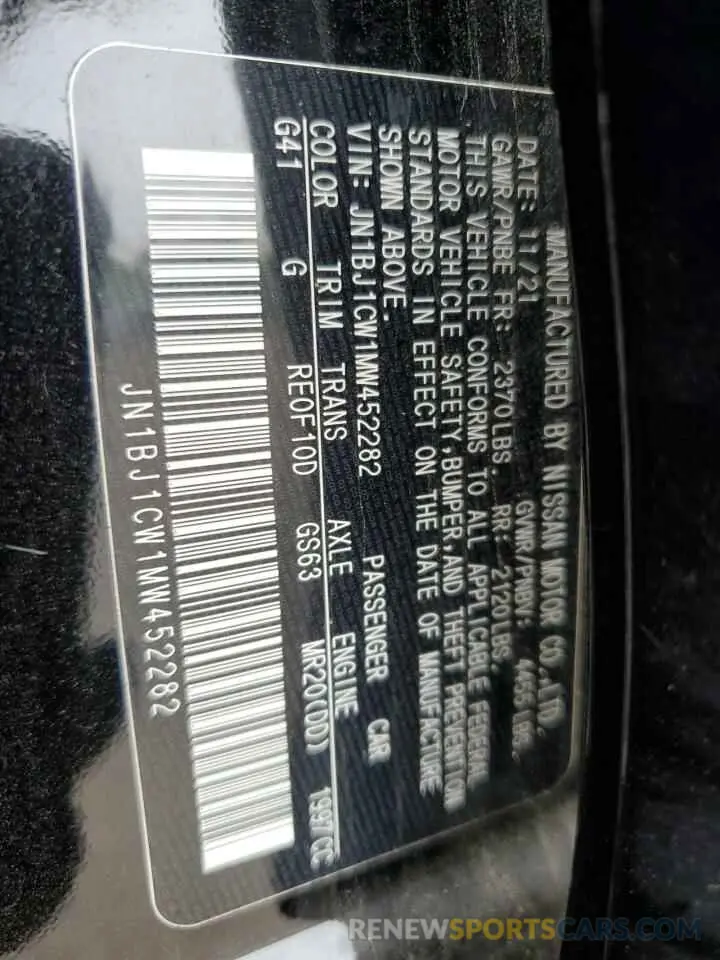 MANUFACTURED BY NISSAN MOTOR CO.,LTD.
DATE: 11/21 GVWR/PNBV: 4455LBS.
GAWR/PNBE FR: 2370LBS. RR: 2120LBS.
THIS VEHICLE CONFORMS TO ALL APPLICABLE FEDERAL
MOTOR VEHICLE SAFETY,BUMPER,AND THEFT PREVENTION
STANDARDS IN EFFECT ON THE DATE OF MANUFACTURE
SHOWN ABOVE.
VIN: JN1BJ1CW1MW452282 PASSENGER CAR
COLOR TRIM TRANS AXLE ENGINE
G41 G RE0F10D GS63 MR20(DD) 1997CC
JN1BJ1CW1MW452282
RENEWSPORTSCARS.COM